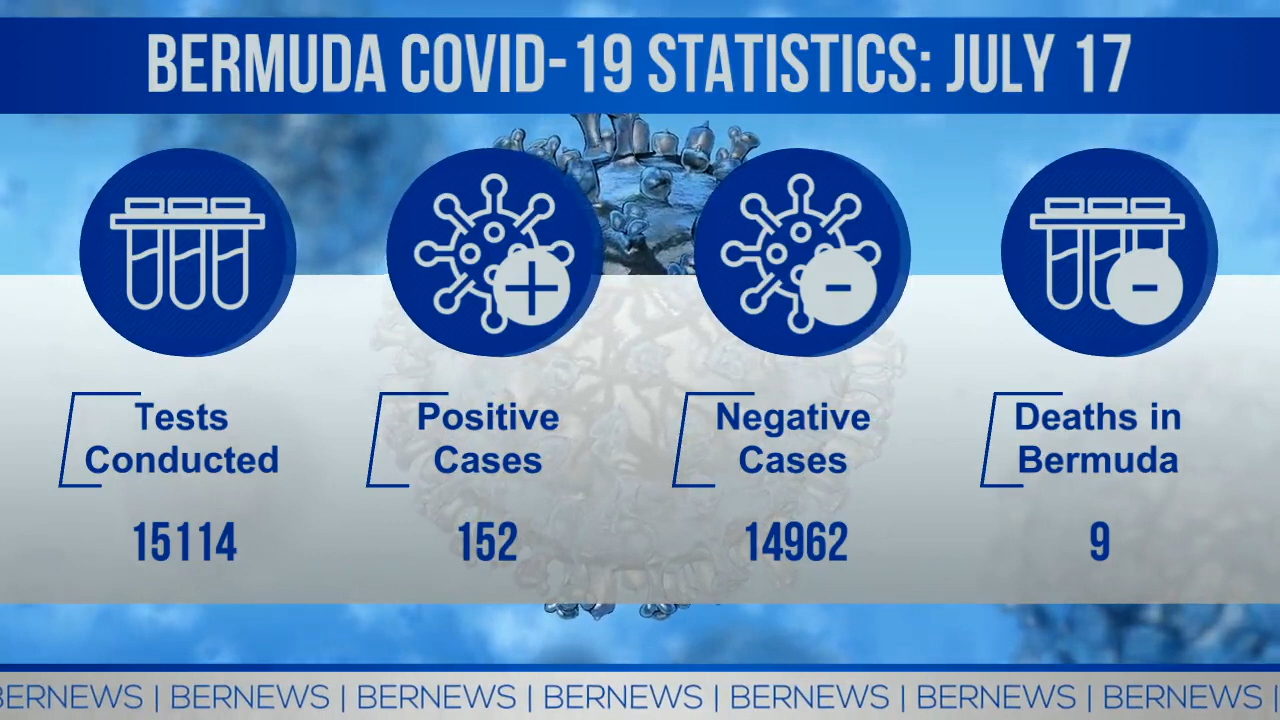 BERMUDA COVID-19 STATISTICS: JULY 17
Tests
Conducted
15114
Positive
Cases
152
Negative
Cases
14962
Deaths in
Bermuda
9
BERNEWS | BERNEWS | BERNEWS | BERNEWS | BERNEWS | BERNEWS | BERNEWS |